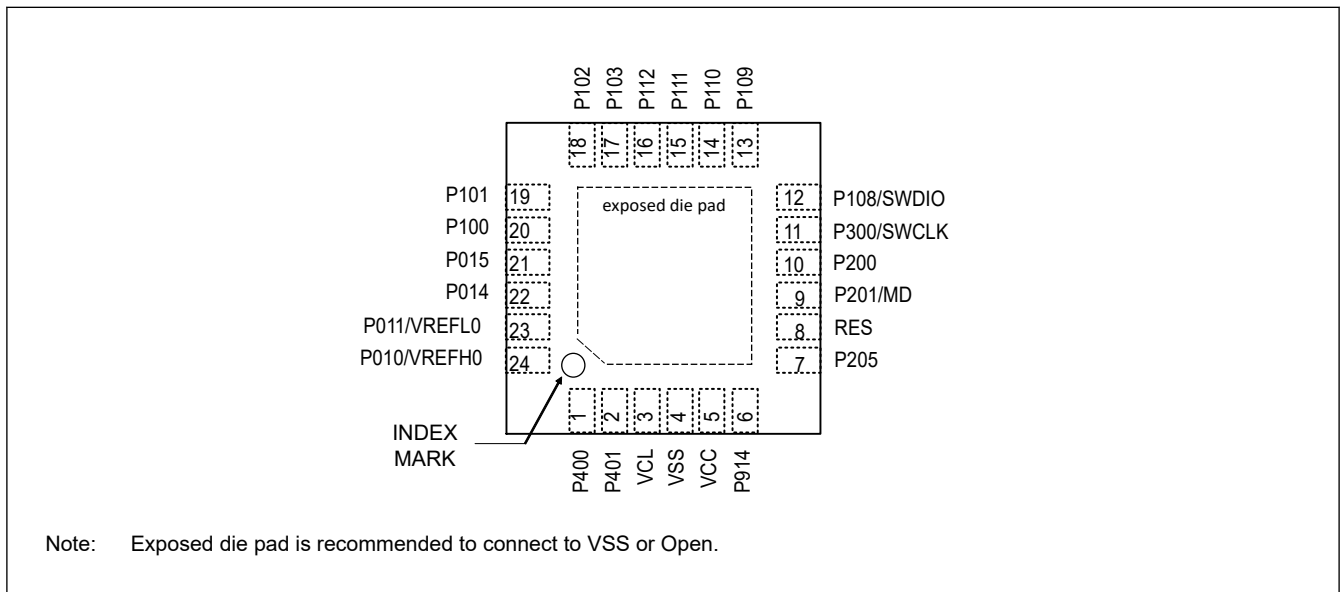 P102
P103
P112
P111
P110
P109
18
17
16
15
14
13
P101 19
P100 20
P015 21
P014 22
P011/VREFL0 23
P010/VREFH0 24
exposed die pad
12 P108/SWDIO
11 P300/SWCLK
10 P200
9 P201/MD
8 RES
7 P205
1
2
3
4
5
6
P400
P401
VCL
VSS
VCC
P914
INDEX
MARK
Note: Exposed die pad is recommended to connect to VSS or Open.